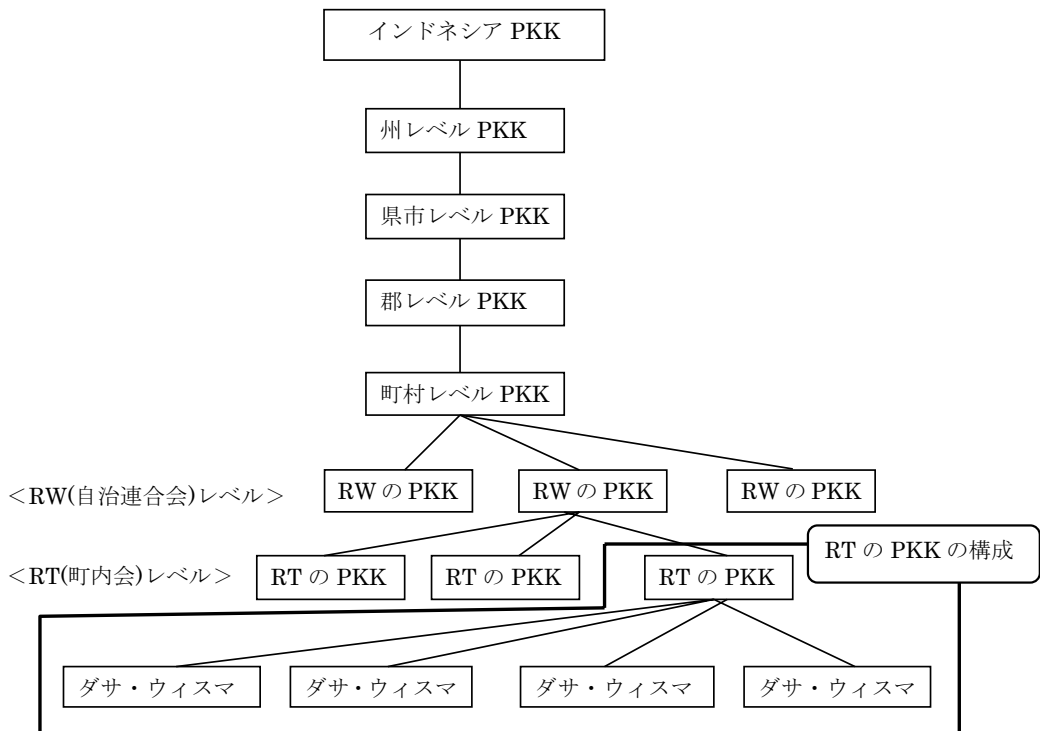 インドネシア PKK
州レベル PKK
県市レベル PKK
郡レベル PKK
町村レベル PKK
＜RW(自治連合会)レベル＞
RW の PKK
RW の PKK
RW の PKK
RT の PKK の構成
＜RT(町内会)レベル＞
RT の PKK
RT の PKK
RT の PKK
ダサ・ウィスマ
ダサ・ウィスマ
ダサ・ウィスマ
ダサ・ウィスマ